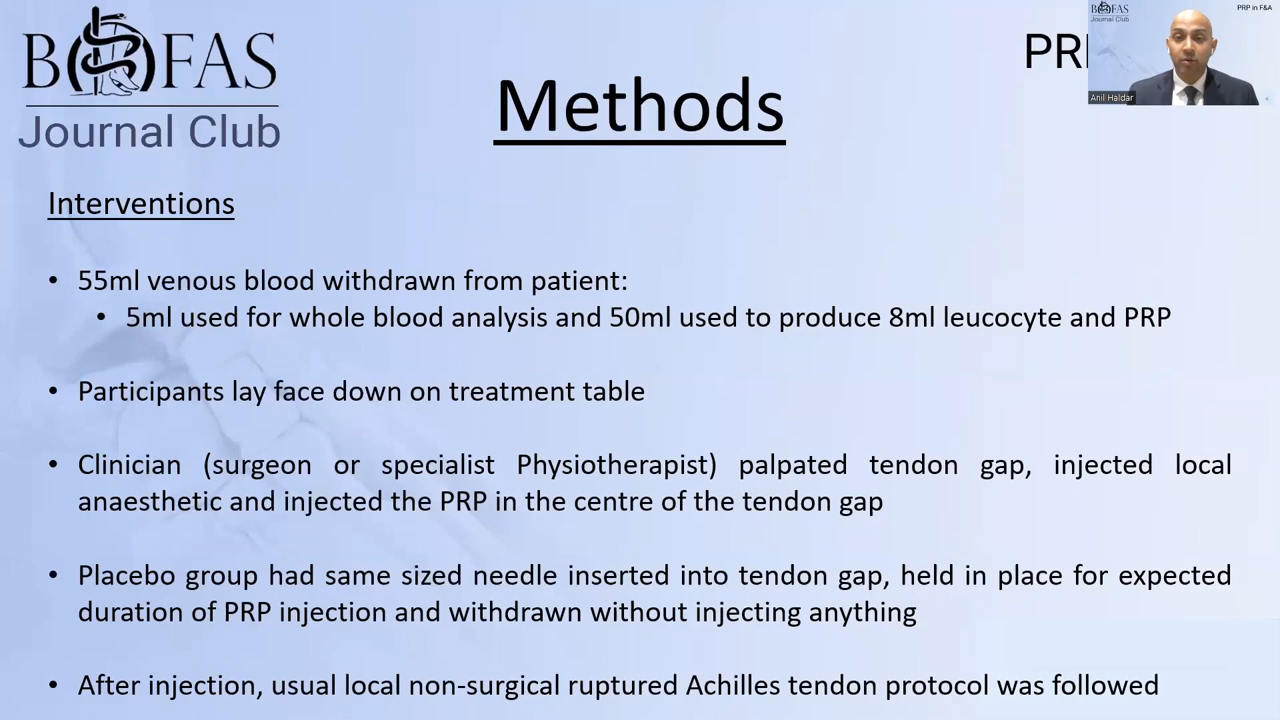 BOFAS
Journal Club
PRP
BOFAS
Journal Club
PRP in F&A
Anil Haldar
Methods
Interventions
• 55ml venous blood withdrawn from patient:
• 5ml used for whole blood analysis and 50ml used to produce 8ml leucocyte and PRP
• Participants lay face down on treatment table
• Clinician (surgeon or specialist Physiotherapist) palpated tendon gap, injected local
anaesthetic and injected the PRP in the centre of the tendon gap
• Placebo group had same sized needle inserted into tendon gap, held in place for expected
duration of PRP injection and withdrawn without injecting anything
• After injection, usual local non-surgical ruptured Achilles tendon protocol was followed